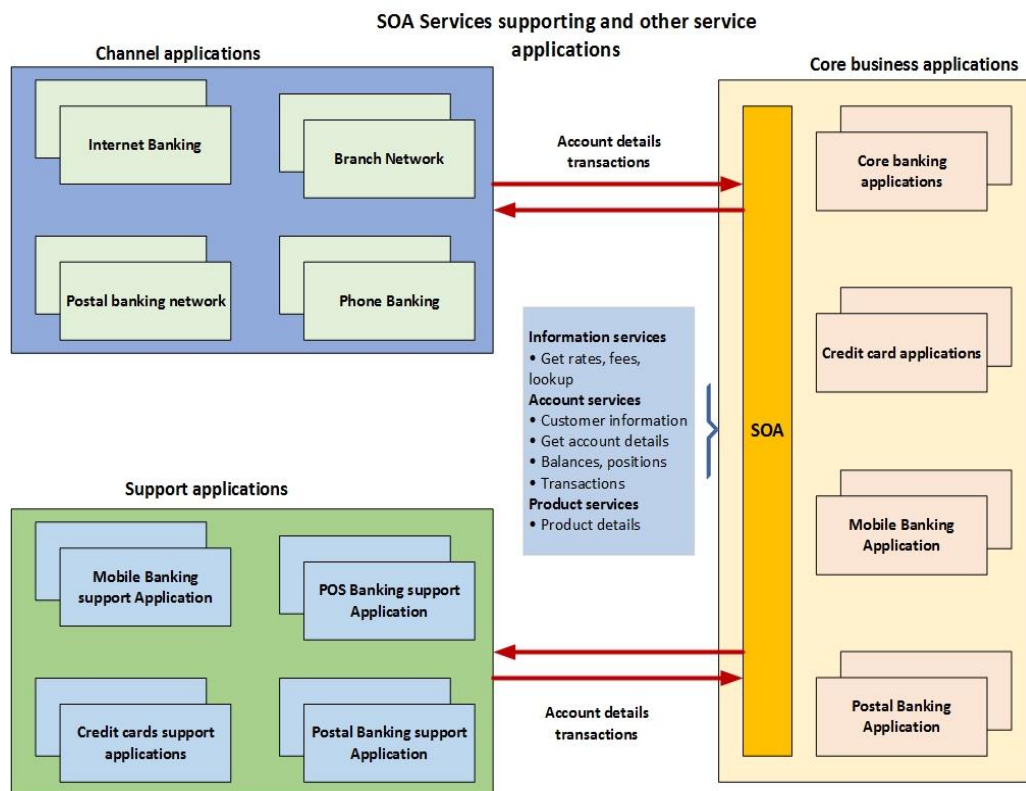 SOA Services supporting and other service
applications
Channel applications
Internet Banking
Branch Network
Postal banking network
Phone Banking
Account details
transactions
Core business applications
SOA
Core banking
applications
Credit card applications
Mobile Banking
Application
Postal Banking
Application
Information services
• Get rates, fees,
lookup
Account services
• Customer information
• Get account details
• Balances, positions
• Transactions
Product services
• Product details
Support applications
Mobile Banking
support Application
POS Banking support
Application
Credit cards support
applications
Postal Banking support
Application
Account details
transactions